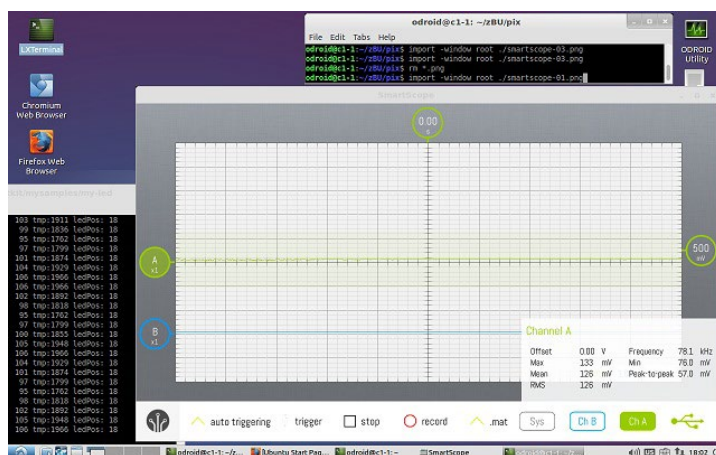 odroid@c1-1: ~/zBU/pix
File Edit Tabs Help
odroid@c1-1:~/zBU/pix$ import -window root ./smartscope-03.png
odroid@c1-1:~/zBU/pix$ import -window root ./smartscope-03.png
odroid@c1-1:~/zBU/pix$ rm *.png
odroid@c1-1:~/zBU/pix$ import -window root ./smartscope-01.png
LXTerminal
ODROID
Utility
Chromium
Web Browser
Firefox Web
Browser
SmartScope
0.00
s
A
x1
500
mV
B
x1
103 tmp:1911 ledPos: 18
99 tmp:1836 ledPos: 18
95 tmp:1762 ledPos: 18
97 tmp:1799 ledPos: 18
101 tmp:1874 ledPos: 18
104 tmp:1929 ledPos: 18
106 tmp:1966 ledPos: 18
106 tmp:1966 ledPos: 18
102 tmp:1892 ledPos: 18
98 tmp:1818 ledPos: 18
95 tmp:1762 ledPos: 18
97 tmp:1799 ledPos: 18
100 tmp:1855 ledPos: 18
105 tmp:1948 ledPos: 18
106 tmp:1966 ledPos: 18
104 tmp:1929 ledPos: 18
101 tmp:1874 ledPos: 18
97 tmp:1799 ledPos: 18
95 tmp:1762 ledPos: 18
98 tmp:1818 ledPos: 18
102 tmp:1892 ledPos: 18
105 tmp:1948 ledPos: 18
106 tmp:1966 ledPos: 18
Channel A
Offset 0.00 V Frequency 78.1 kHz
Max 133 mV Min 76.0 mV
Mean 126 mV Peak-to-peak 57.0 mV
RMS 126 mV
auto triggering trigger stop record .mat Sys Ch B Ch A
odroid@c1-1: ~/z... Ubuntu Start Pag... odroid@c1-1: ~ SmartScope 18:02